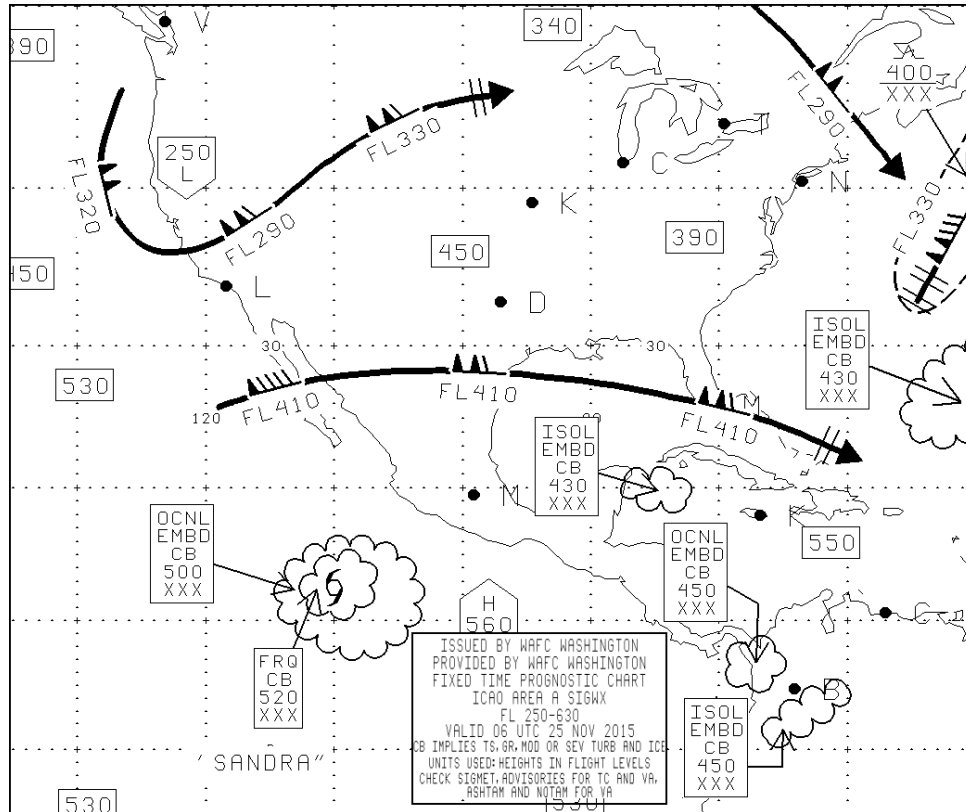 390
V
340
400
XXX
FL290
250
L
FL330
C
N
FL320
K
FL290
FL330
390
450
450
L
D
ISOL
EMBD
CB
430
XXX
30
30
530
FL410
FL410
FL410
M
120
ISOL
EMBD
CB
430
XXX
M
550
OCNL
EMBD
CB
500
XXX
OCNL
EMBD
CB
450
XXX
H
560
FRQ
CB
520
XXX
ISSUED BY WAFC WASHINGTON
PROVIDED BY WAFC WASHINGTON
FIXED TIME PROGNOSTIC CHART
ICAO AREA A SIGWX
FL 250-630
VALID 06 UTC 25 NOV 2015
CB IMPLIES TS, GR, MOD OR SEV TURB AND ICE
UNITS USED: HEIGHTS IN FLIGHT LEVELS
CHECK SIGMET, ADVISORIES FOR TC AND VA,
ASHTAM AND NOTAM FOR VA
B
ISOL
EMBD
CB
450
XXX
'SANDRA"
530
530